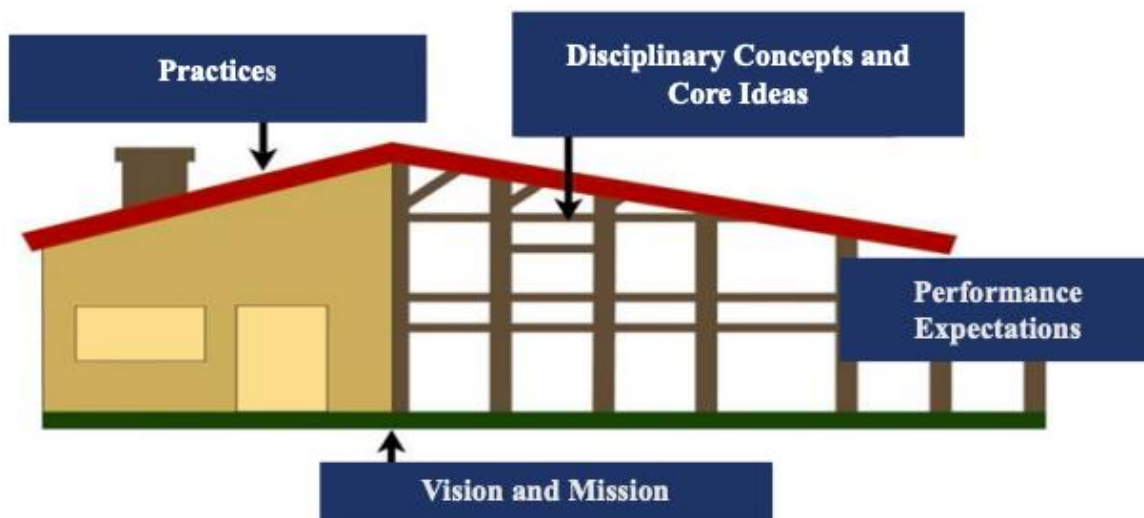 Practices
Disciplinary Concepts and
Core Ideas
Performance
Expectations
Vision and Mission